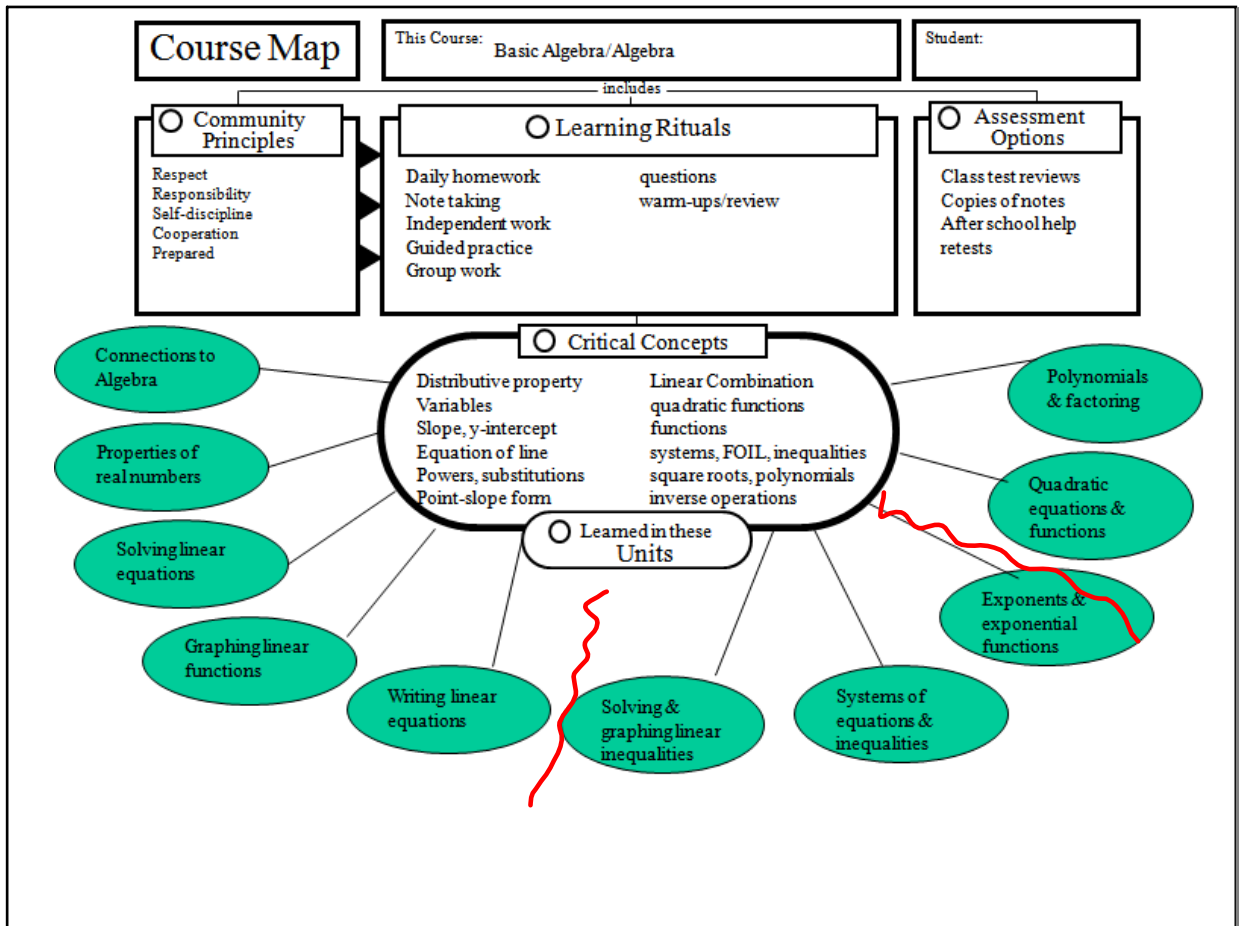 Course Map
This Course:
Basic Algebra/Algebra
Student:
includes
Community
Principles
Respect
Responsibility
Self-discipline
Cooperation
Prepared
Learning Rituals
Daily homework
Note taking
Independent work
Guided practice
Group work
questions
warm-ups/review
Assessment
Options
Class test reviews
Copies of notes
After school help
retests
Critical Concepts
Distributive property
Variables
Slope, y-intercept
Equation of line
Powers, substitutions
Point-slope form
Linear Combination
quadratic functions
functions
systems, FOIL, inequalities
square roots, polynomials
inverse operations
Learned in these
Units
Connections to
Algebra
Properties of
real numbers
Solving linear
equations
Graphing linear
functions
Writing linear
equations
Solving &
graphing linear
inequalities
Systems of
equations &
inequalities
Exponents &
exponential
functions
Quadratic
equations &
functions
Polynomials
& factoring